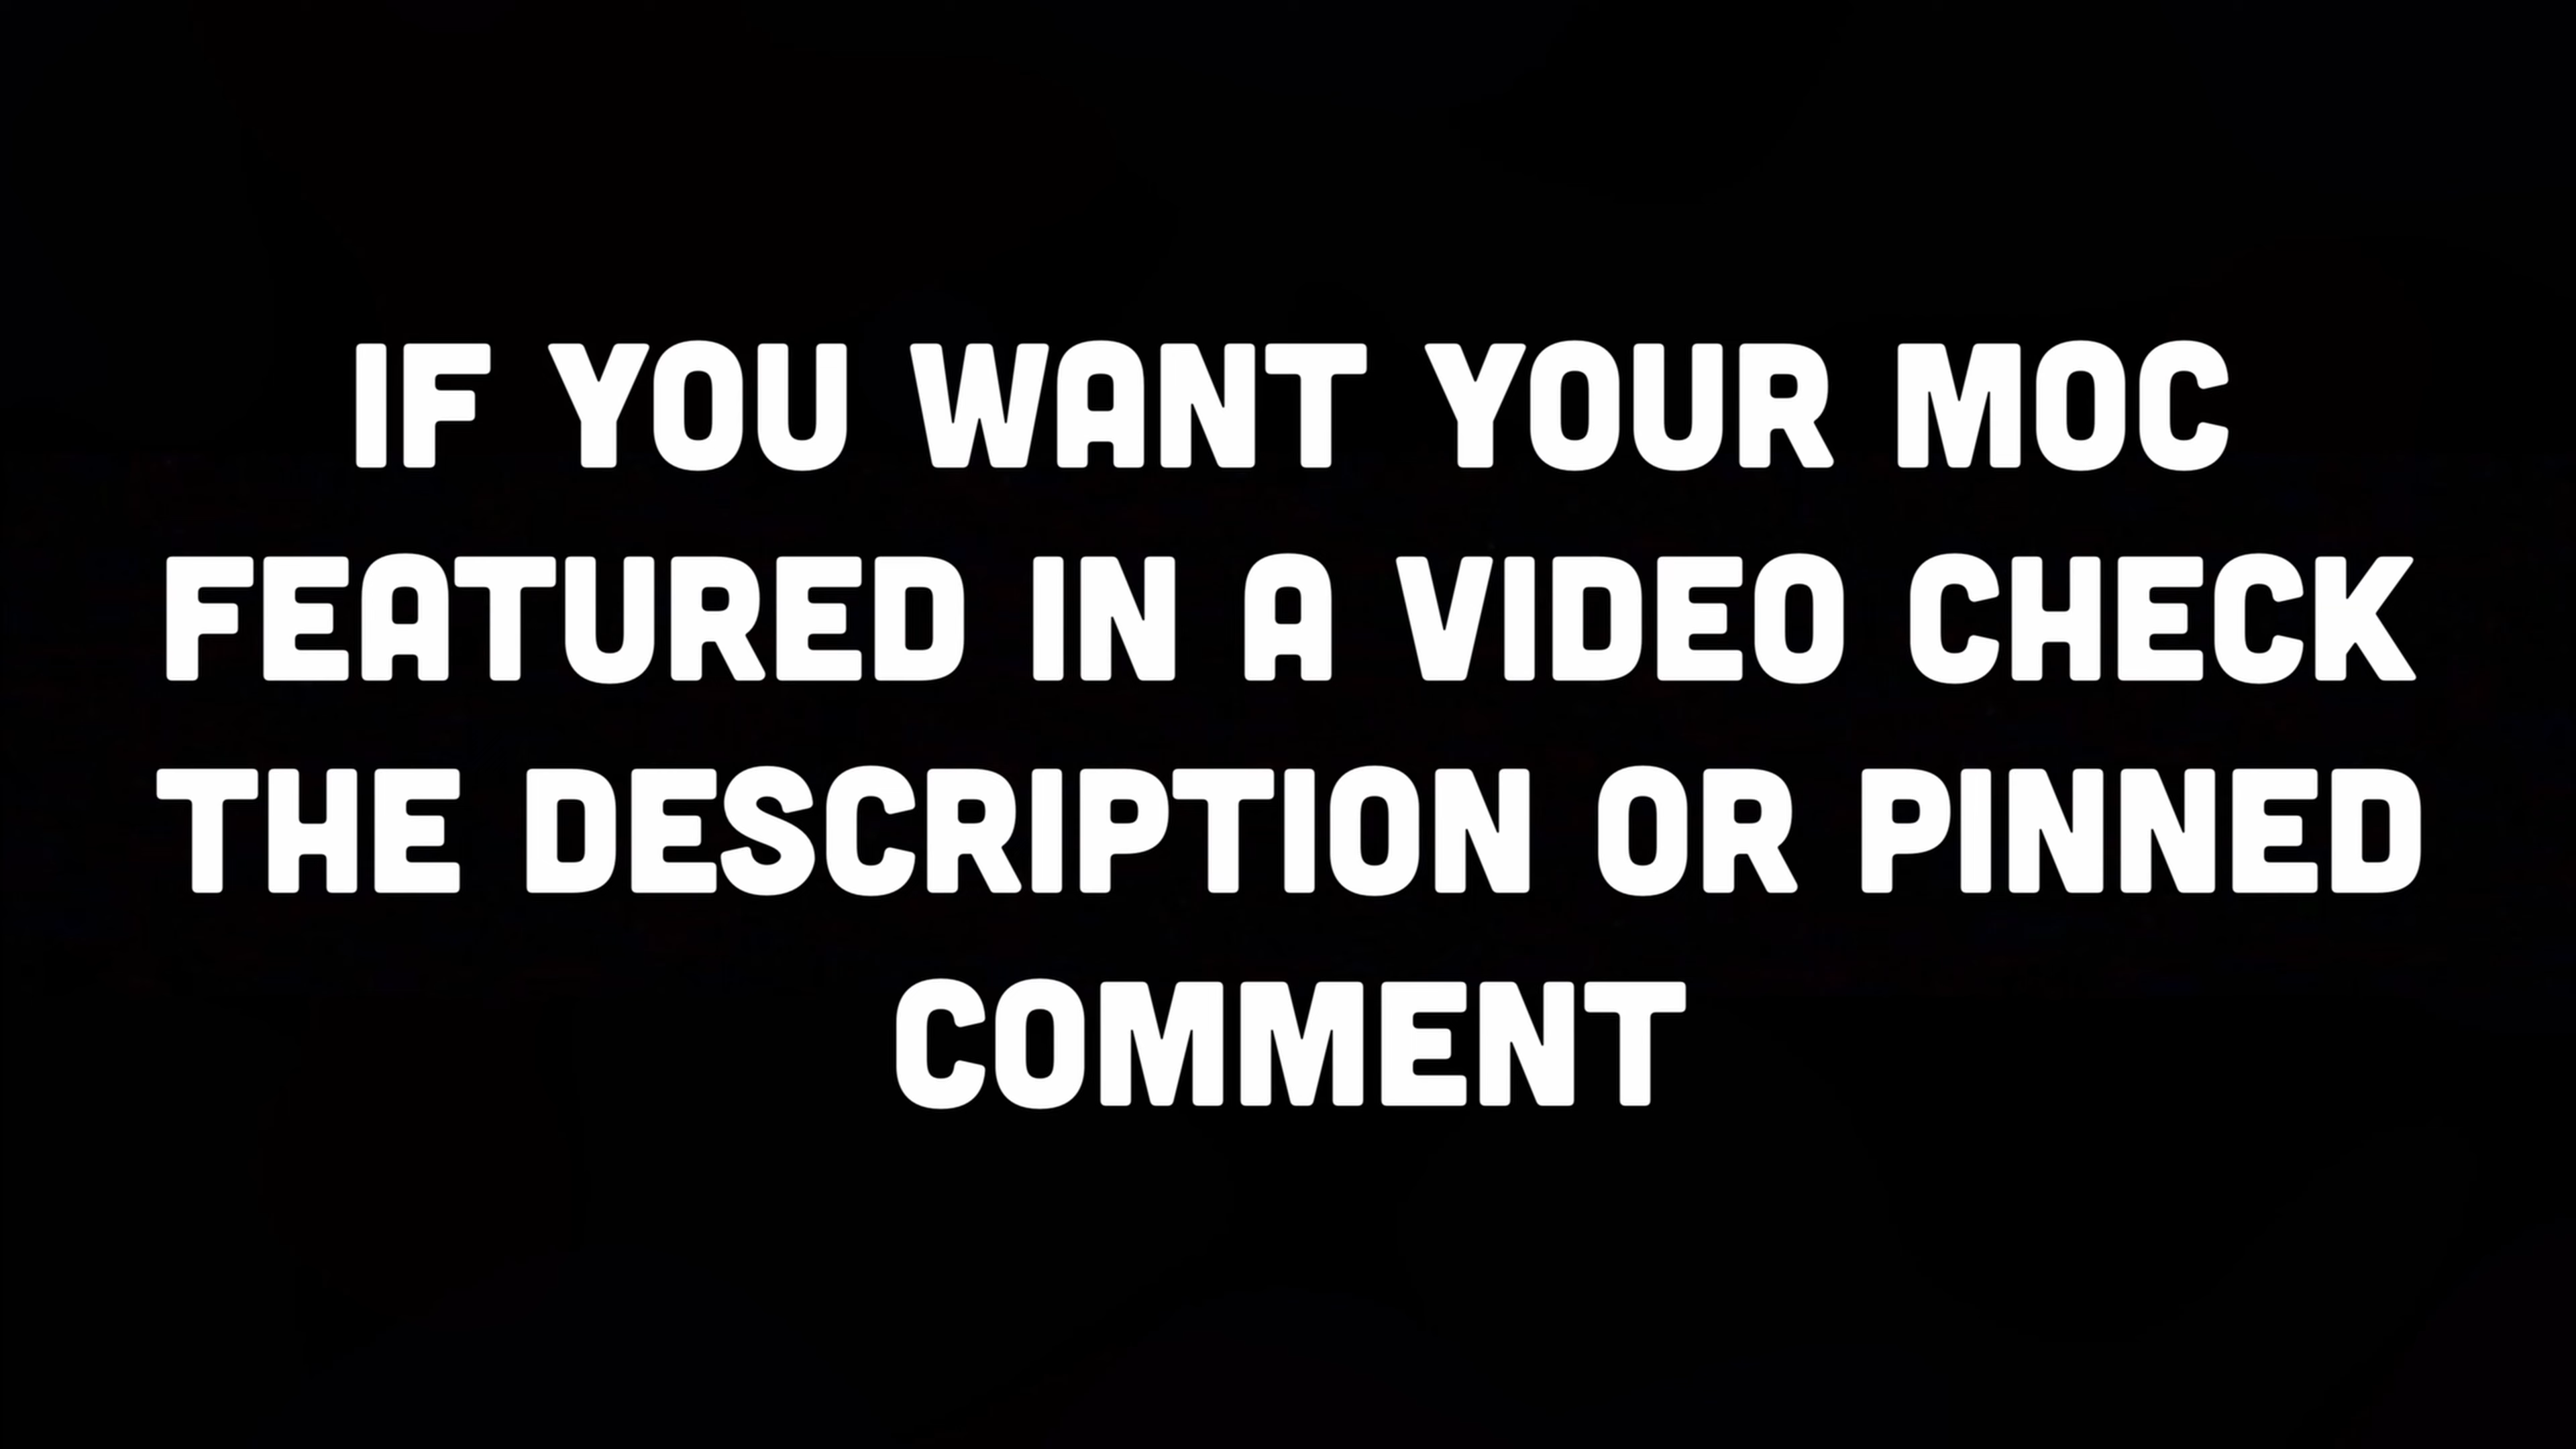 IF YOU WANT YOUR MOC
FEATURED IN A VIDEO CHECK
THE DESCRIPTION OR PINNED
COMMENT